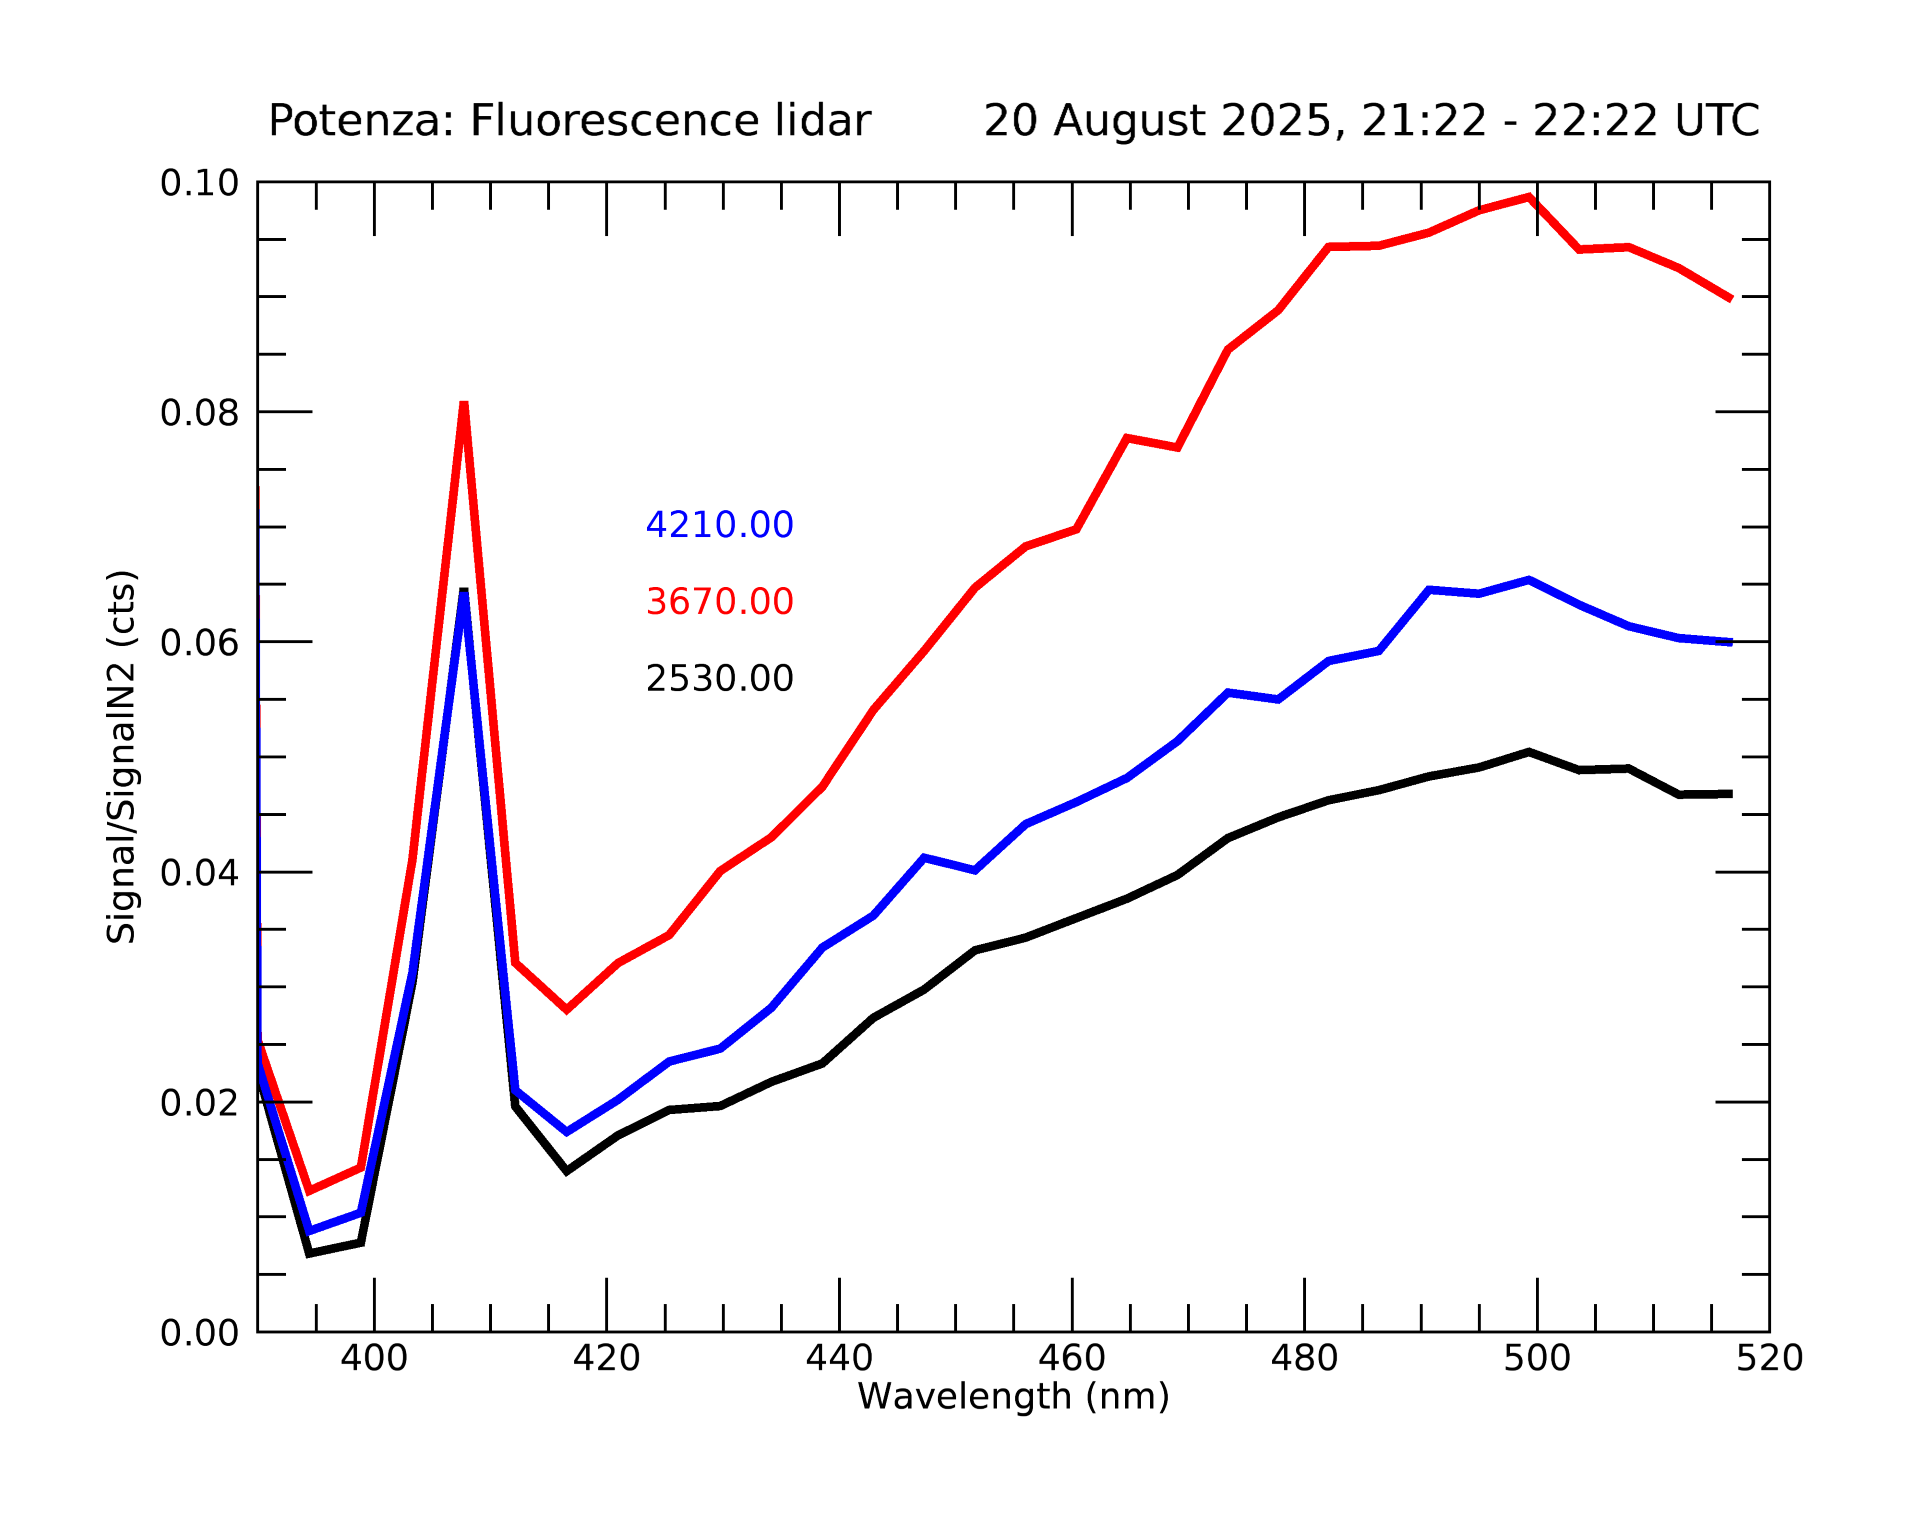 Potenza: Fluorescence lidar
20 August 2025, 21:22 - 22:22 UTC
0.10
0.08
0.06
0.04
0.02
0.00
Signal/SignalN2 (cts)
4210.00
3670.00
2530.00
400 420 440 460 480 500 520
Wavelength (nm)